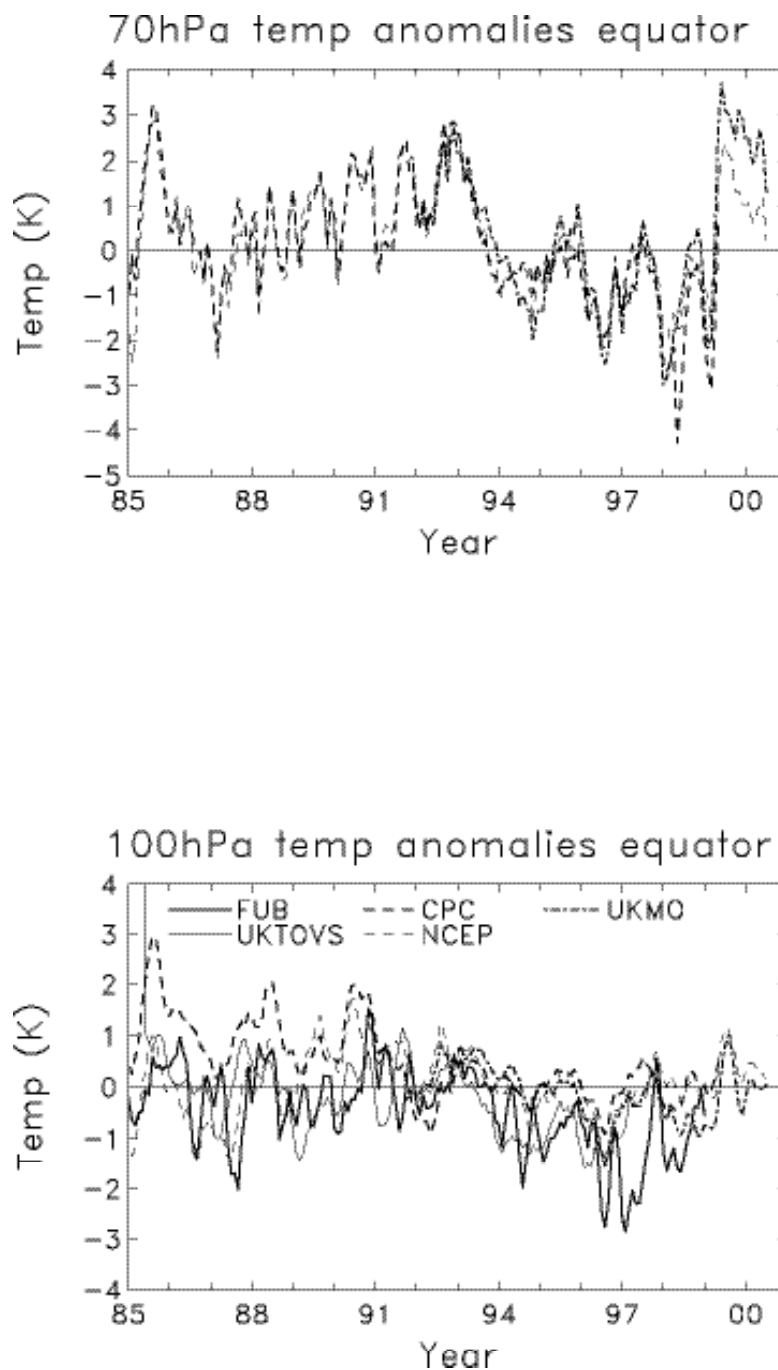 70hPa temp anomalies equator
4
3
2
1
0
−1
−2
−3
−4
−5
Temp (K)
85 88 91 94 97 00
Year
100hPa temp anomalies equator
4
3
2
1
0
−1
−2
−3
−4
Temp (K)
FUB CPC UKMO
UKTOVS NCEP
85 88 91 94 97 00
Year